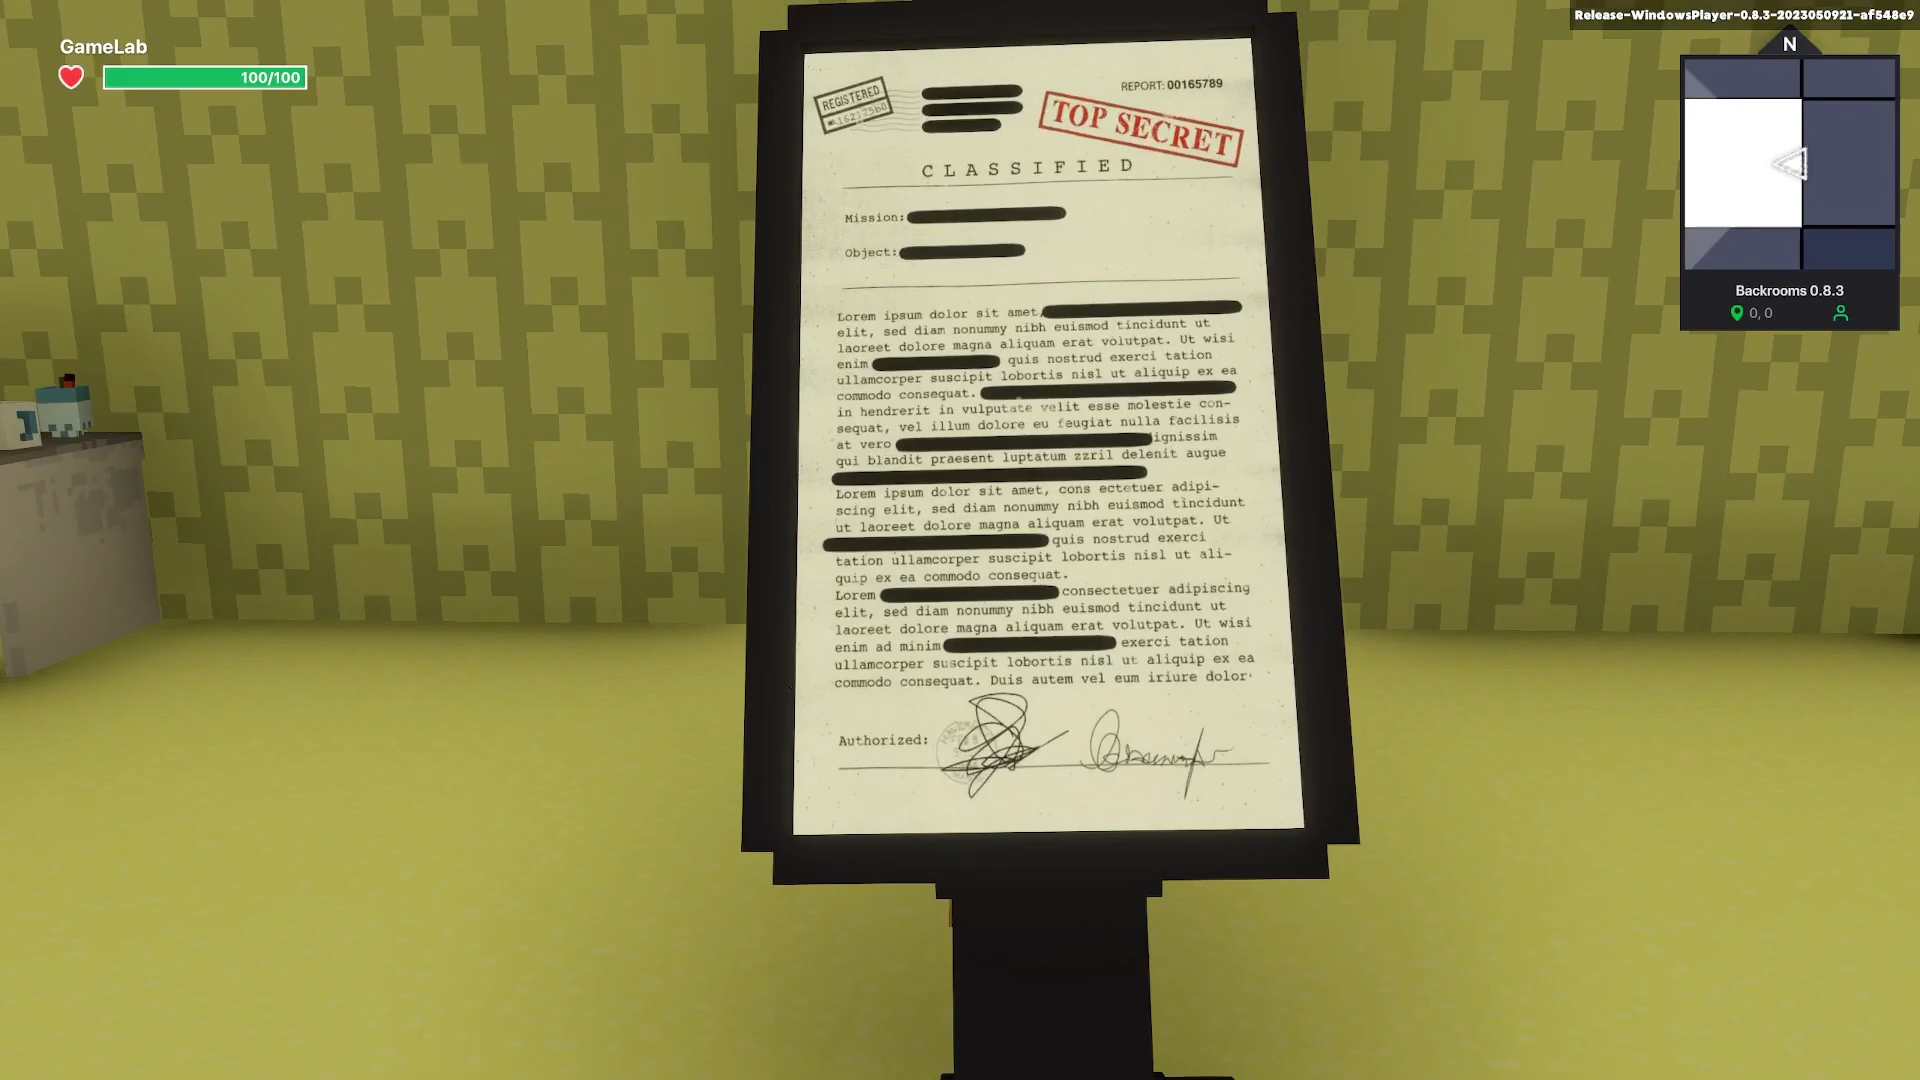 Release-WindowsPlayer-0.8.3-2023050921-af548e9
GameLab
100/100
N
Backrooms 0.8.3
0, 0
REGISTERED
NO.162175b0
REPORT: 00165789
TOP SECRET
CLASSIFIED
Mission:
Object:
Lorem ipsum dolor sit amet,
elit, sed diam nonummy nibh euismod tincidunt ut
laoreet dolore magna aliquam erat volutpat. Ut wisi
enim quis nostrud exerci tation
ullamcorper suscipit lobortis nisl ut aliquip ex ea
commodo consequat.
in hendrerit in vulputate velit esse molestie con-
sequat, vel illum dolore eu feugiat nulla facilisis
at vero ignissim
qui blandit praesent luptatum zzril delenit augue
Lorem ipsum dolor sit amet, cons ectetuer adipi-
scing elit, sed diam nonummy nibh euismod tincidunt
ut laoreet dolore magna aliquam erat volutpat. Ut
quis nostrud exerci
tation ullamcorper suscipit lobortis nisl ut ali-
quip ex ea commodo consequat.
Lorem consectetuer adipiscing
elit, sed diam nonummy nibh euismod tincidunt ut
laoreet dolore magna aliquam erat volutpat. Ut wisi
enim ad minim exerci tation
ullamcorper suscipit lobortis nisl ut aliquip ex ea
commodo consequat. Duis autem vel eum iriure dolor
Authorized: